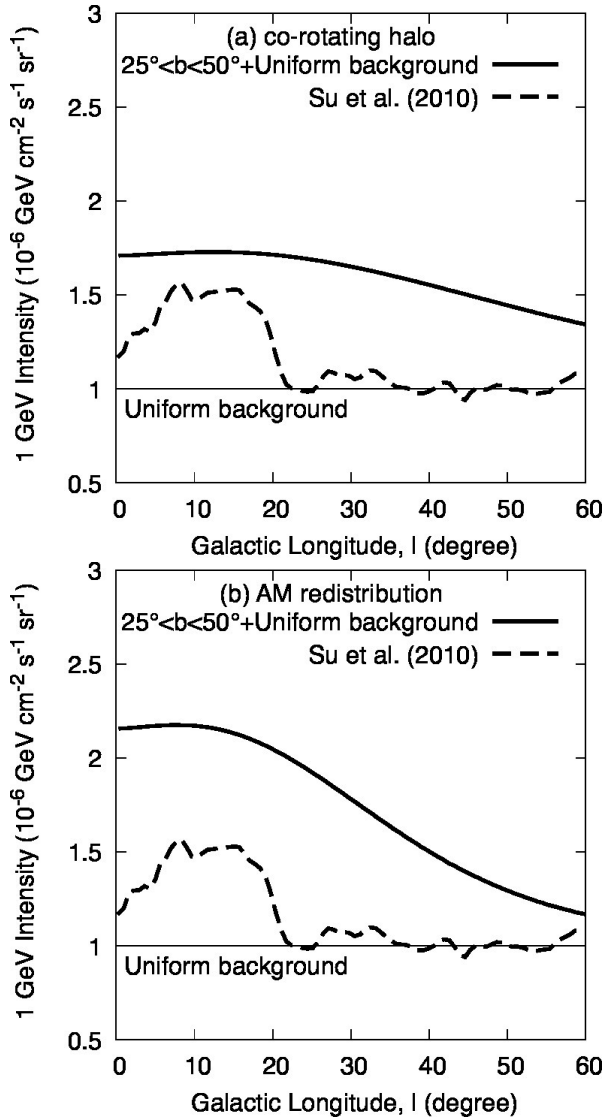 (a) co-rotating halo
25°<b<50°+Uniform background
Su et al. (2010)
Uniform background
3
2.5
2
1.5
1
0.5
0 10 20 30 40 50 60
Galactic Longitude, l (degree)
1 GeV Intensity (10-6 GeV cm-2 s-1 sr-1)
(b) AM redistribution
25°<b<50°+Uniform background
Su et al. (2010)
Uniform background
3
2.5
2
1.5
1
0.5
0 10 20 30 40 50 60
Galactic Longitude, l (degree)
1 GeV Intensity (10-6 GeV cm-2 s-1 sr-1)